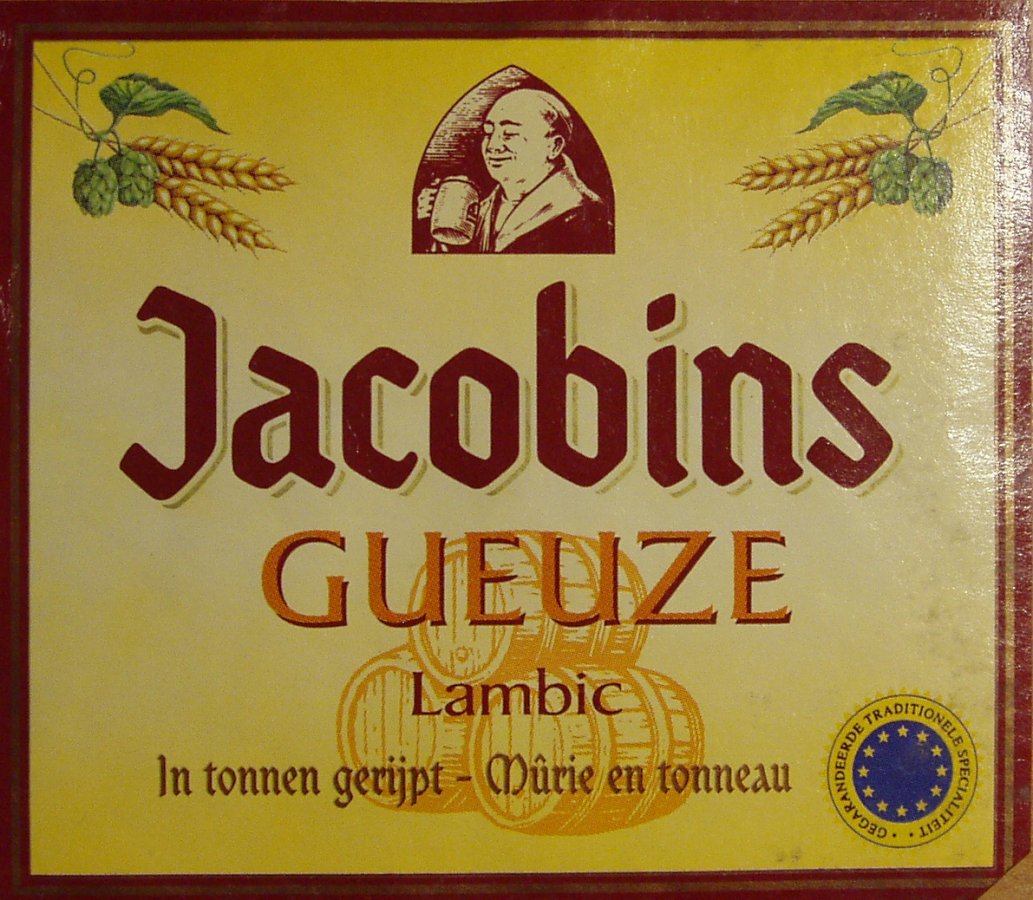 Jacobins
GUEUZE
Lambic
In tonnen gerijpt - Mûrie en tonneau
GEGARANDEERDE TRADITIONELE SPECIALITEIT